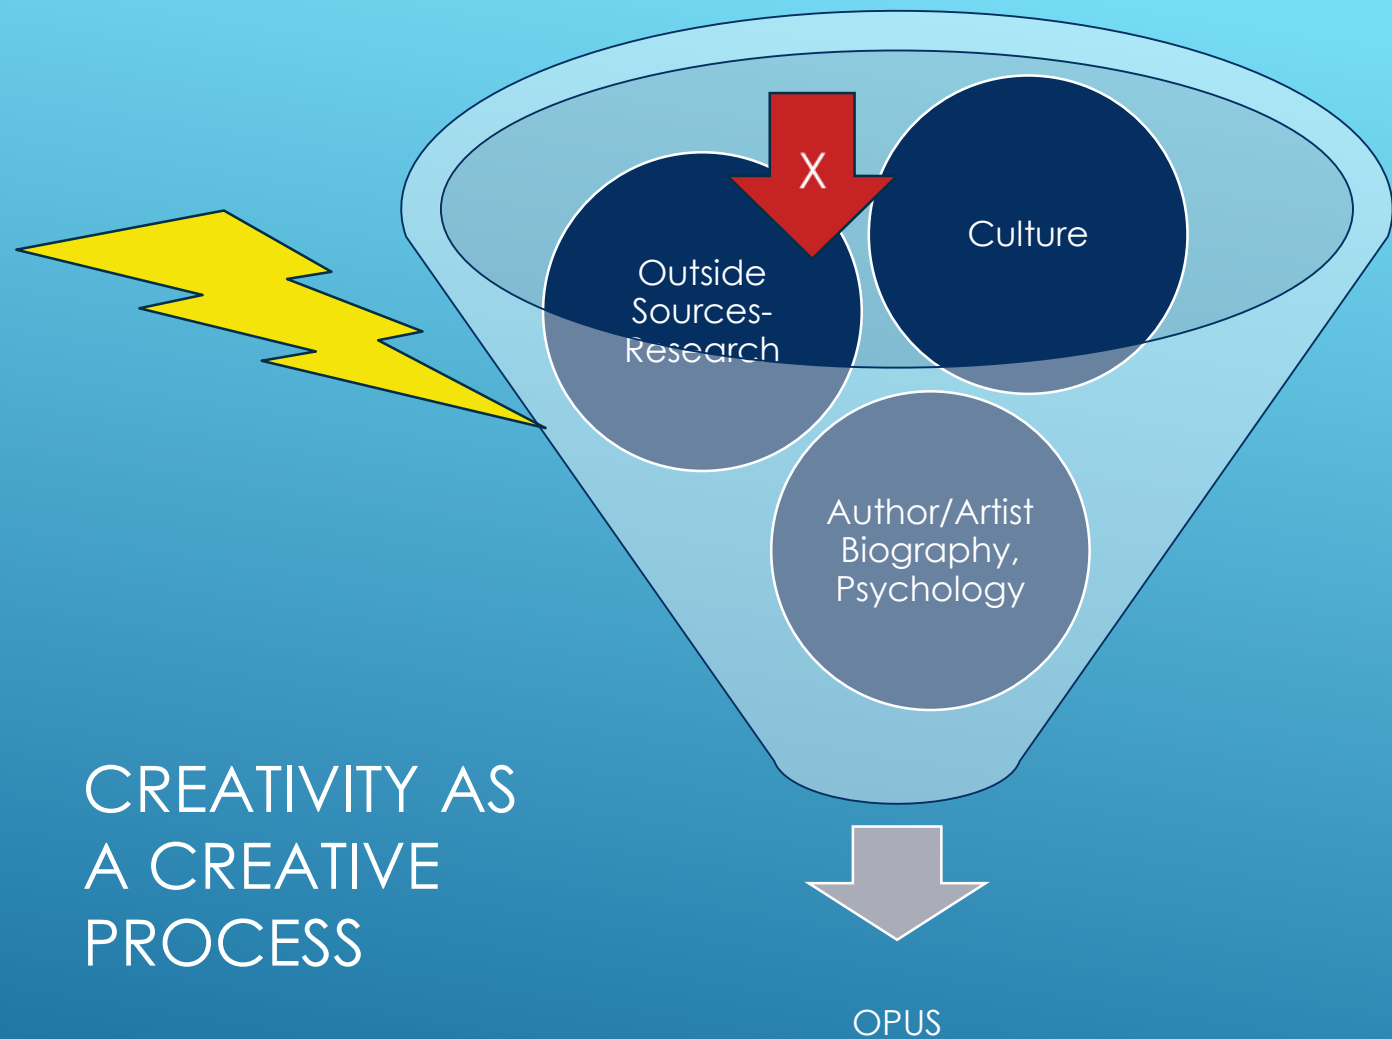 X
Culture
Outside
Sources-
Research
Author/Artist
Biography,
Psychology
CREATIVITY AS
A CREATIVE
PROCESS
OPUS